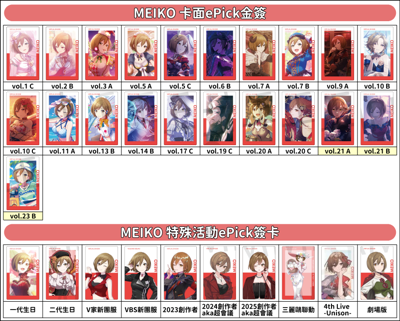 MEIKO 卡面ePick金簽
vol.1 C
vol.2 B
vol.3 A
vol.5 A
vol.5 C
vol.6 B
vol.7 A
vol.7 B
vol.9 A
vol.10 B
vol.10 C
vol.11 A
vol.13 B
vol.14 B
vol.17 C
vol.19 C
vol.20 A
vol.20 C
vol.21 A
vol.21 B
vol.23 B
MEIKO 特殊活動ePick簽卡
一代生日
二代生日
V家新團服
VBS新團服
2023創作者
2024創作者
aka超會議
2025創作者
aka超會議
三麗鷗聯動
4th Live
-Unison-
劇場版